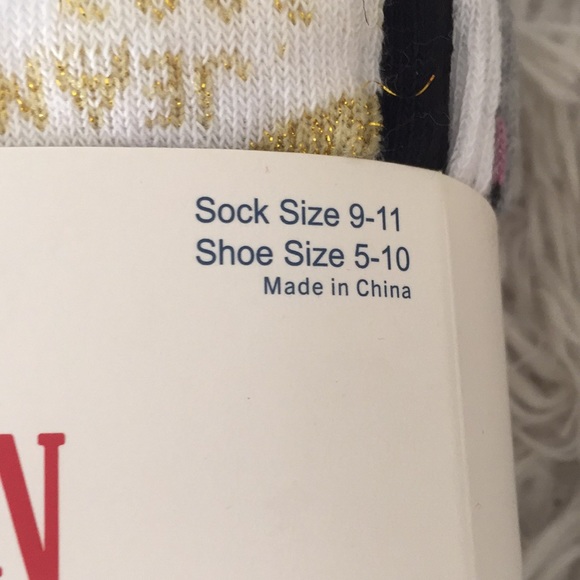 Sock Size 9-11
Shoe Size 5-10
Made in China
N